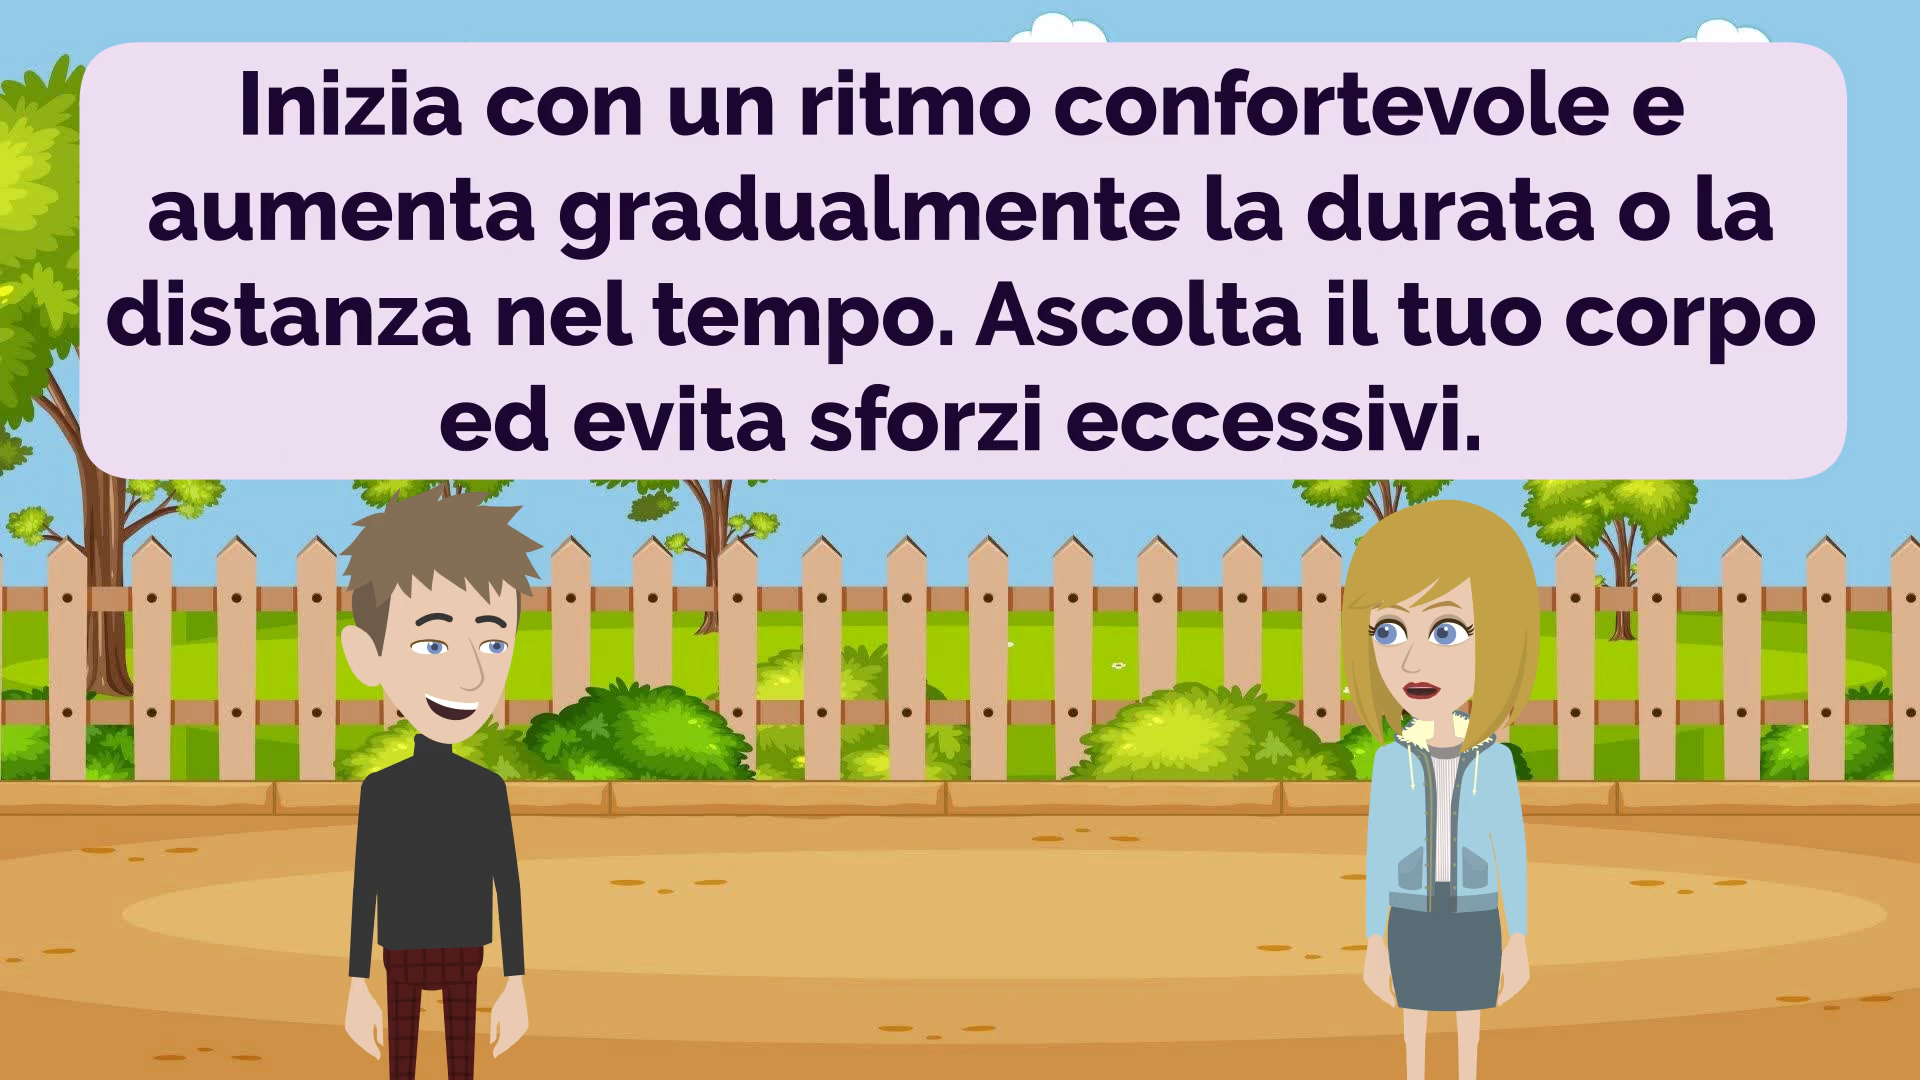 Inizia con un ritmo confortevole e
aumenta gradualmente la durata o la
distanza nel tempo. Ascolta il tuo corpo
ed evita sforzi eccessivi.